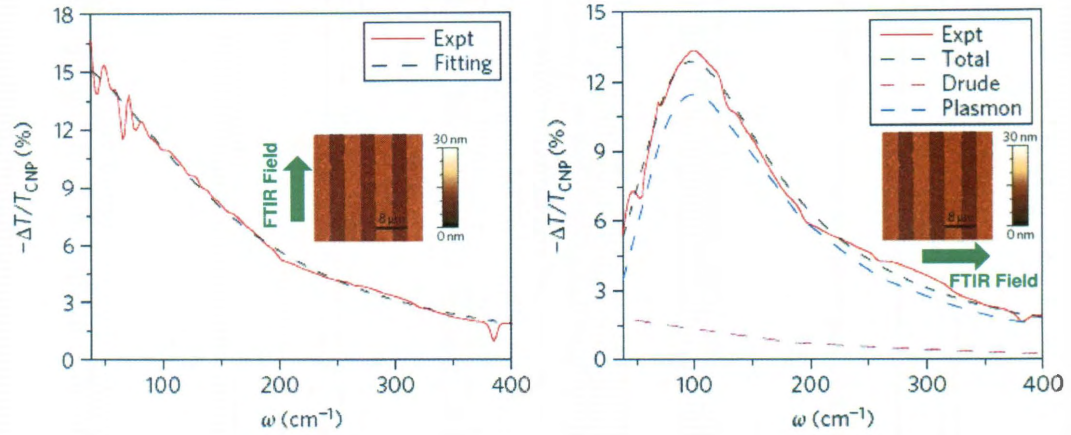 18
15
12
9
6
3
0
−ΔT/T_CNP (%)
Expt
Fitting
FTIR Field
8 µm
30 nm
0 nm
100
200
300
400
ω (cm⁻¹)
15
12
9
6
3
0
−ΔT/T_CNP (%)
Expt
Total
Drude
Plasmon
30 nm
8 µm
0 nm
FTIR Field
100
200
300
400
ω (cm⁻¹)